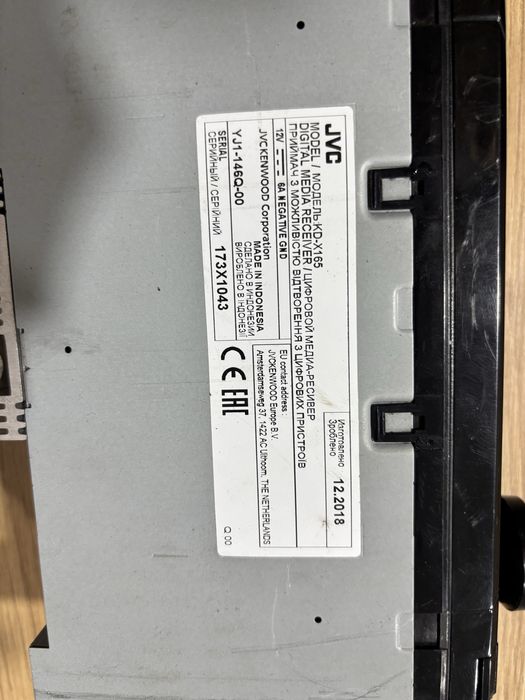 JVC
MODEL / МОДЕЛЬ KD-X165
DIGITAL MEDIA RECEIVER / ЦИФРОВОЙ МЕДИА-РЕСИВЕР
ПРИЙМАЧ З МОЖЛИВІСТЮ ВІДТВОРЕННЯ З ЦИФРОВИХ ПРИСТРОЇВ
Изготовлено
Зроблено
12.2018
12V 6A NEGATIVE GND
JVCKENWOOD Corporation
MADE IN INDONESIA
СДЕЛАНО В ИНДОНЕЗИИ
ВИРОБЛЕНО В ІНДОНЕЗІЇ
YJ1-146Q-00
SERIAL
СЕРИЙНЫЙ / СЕРІЙНИЙ
173X1043
EU contact address :
JVCKENWOOD Europe B.V.
Amsterdamseweg 37, 1422 AC Uithoorn, THE NETHERLANDS
CE EAC
Q 00